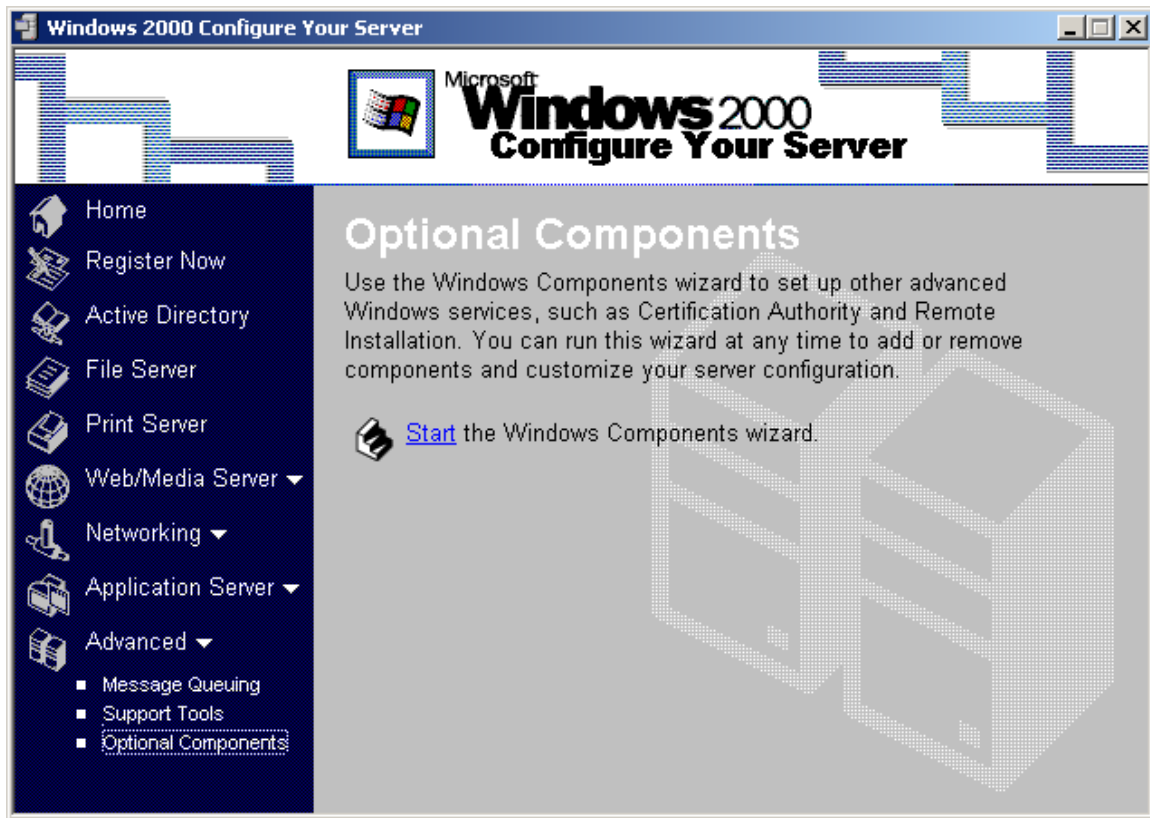 Windows 2000 Configure Your Server
Microsoft
Windows 2000
Configure Your Server
Home
Register Now
Active Directory
File Server
Print Server
Web/Media Server
Networking
Application Server
Advanced
Message Queuing
Support Tools
Optional Components
Optional Components
Use the Windows Components wizard to set up other advanced
Windows services, such as Certification Authority and Remote
Installation. You can run this wizard at any time to add or remove
components and customize your server configuration.
Start the Windows Components wizard.